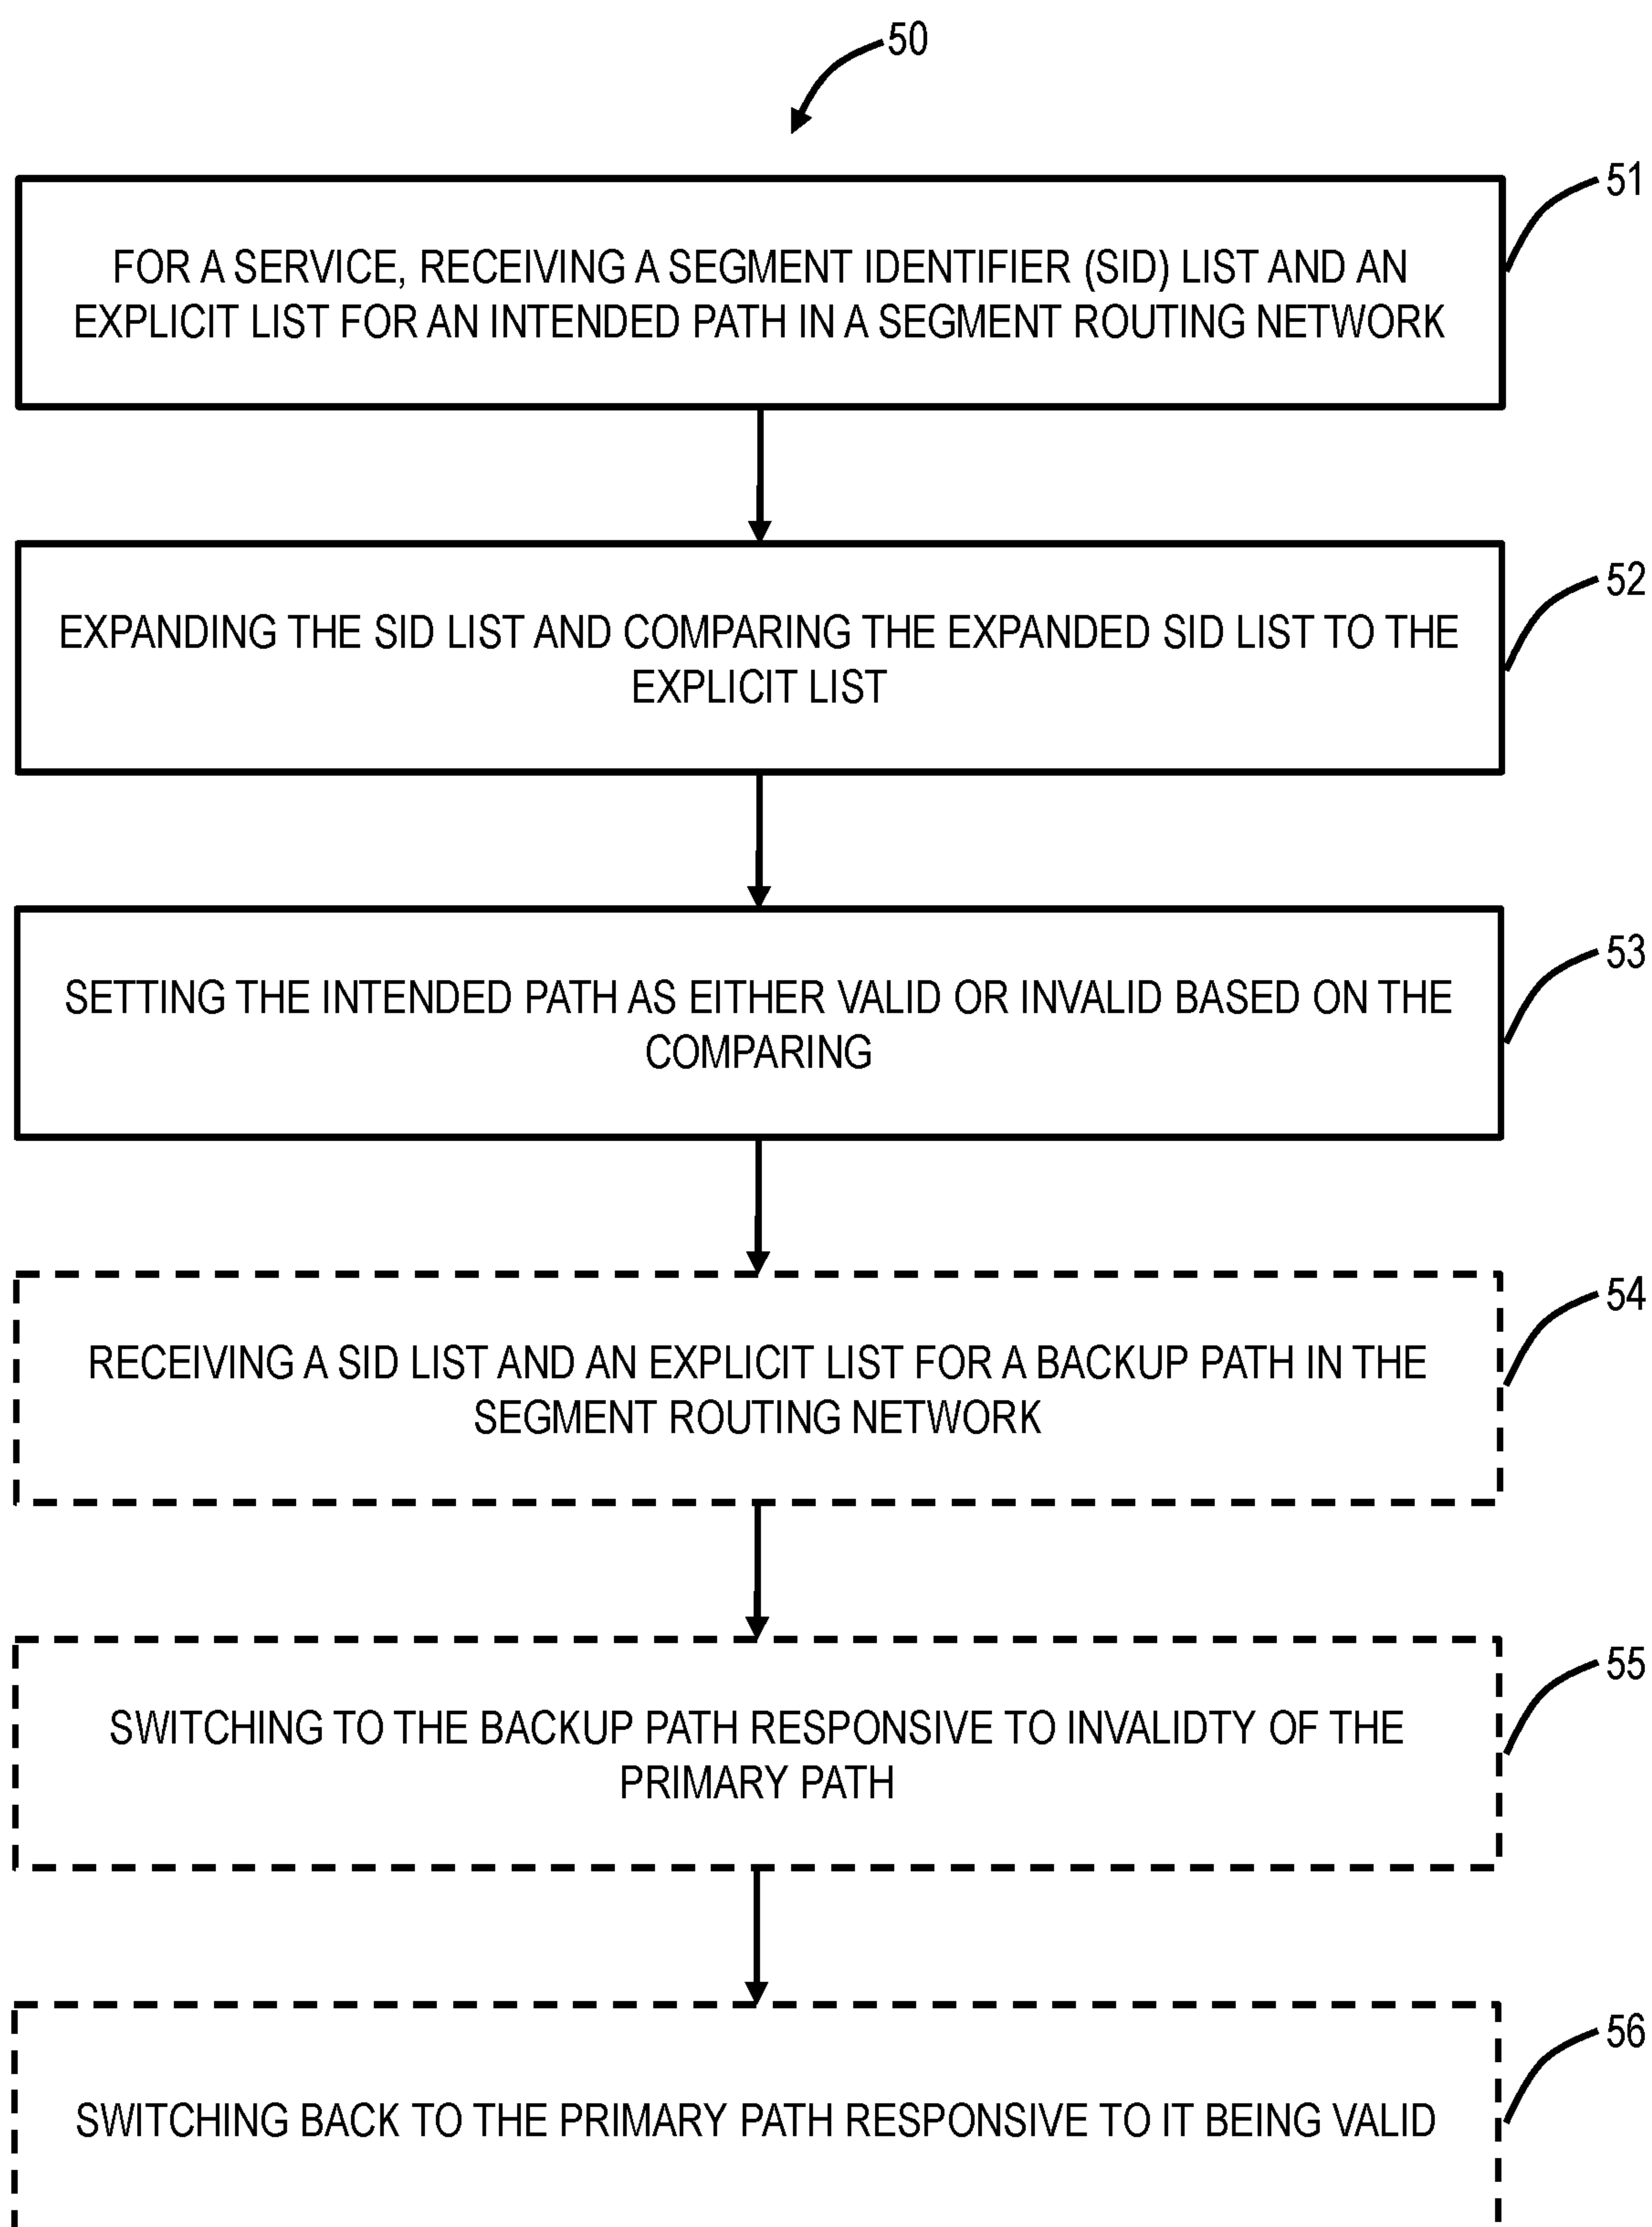 50
51
FOR A SERVICE, RECEIVING A SEGMENT IDENTIFIER (SID) LIST AND AN
EXPLICIT LIST FOR AN INTENDED PATH IN A SEGMENT ROUTING NETWORK
52
EXPANDING THE SID LIST AND COMPARING THE EXPANDED SID LIST TO THE
EXPLICIT LIST
53
SETTING THE INTENDED PATH AS EITHER VALID OR INVALID BASED ON THE
COMPARING
54
RECEIVING A SID LIST AND AN EXPLICIT LIST FOR A BACKUP PATH IN THE
SEGMENT ROUTING NETWORK
55
SWITCHING TO THE BACKUP PATH RESPONSIVE TO INVALIDTY OF THE
PRIMARY PATH
56
SWITCHING BACK TO THE PRIMARY PATH RESPONSIVE TO IT BEING VALID